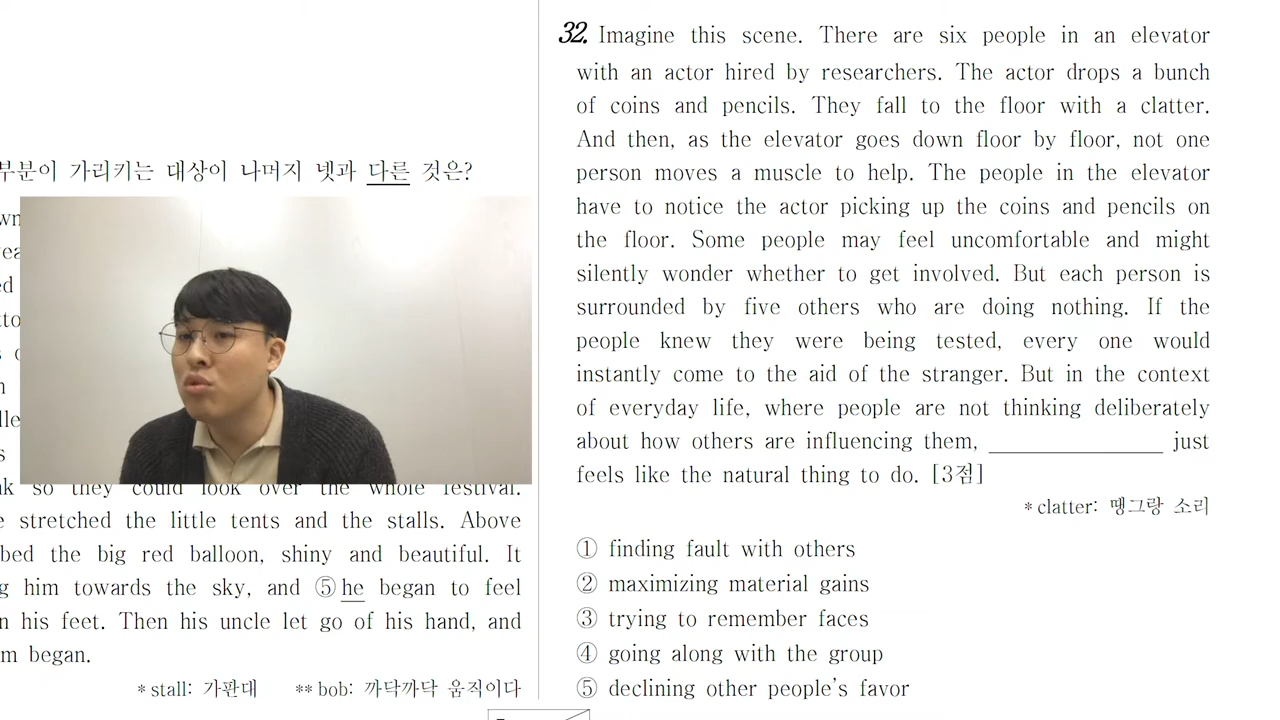 부분이 가리키는 대상이 나머지 넷과 다른 것은?
so they could look over the whole festival.
stretched the little tents and the stalls. Above
the big red balloon, shiny and beautiful. It
him towards the sky, and ⑤ he began to feel
his feet. Then his uncle let go of his hand, and
began.
* stall: 가판대 ** bob: 까닥까닥 움직이다
32. Imagine this scene. There are six people in an elevator
with an actor hired by researchers. The actor drops a bunch
of coins and pencils. They fall to the floor with a clatter.
And then, as the elevator goes down floor by floor, not one
person moves a muscle to help. The people in the elevator
have to notice the actor picking up the coins and pencils on
the floor. Some people may feel uncomfortable and might
silently wonder whether to get involved. But each person is
surrounded by five others who are doing nothing. If the
people knew they were being tested, every one would
instantly come to the aid of the stranger. But in the context
of everyday life, where people are not thinking deliberately
about how others are influencing them, ____________ just
feels like the natural thing to do. [3점]
* clatter: 땡그랑 소리
① finding fault with others
② maximizing material gains
③ trying to remember faces
④ going along with the group
⑤ declining other people's favor